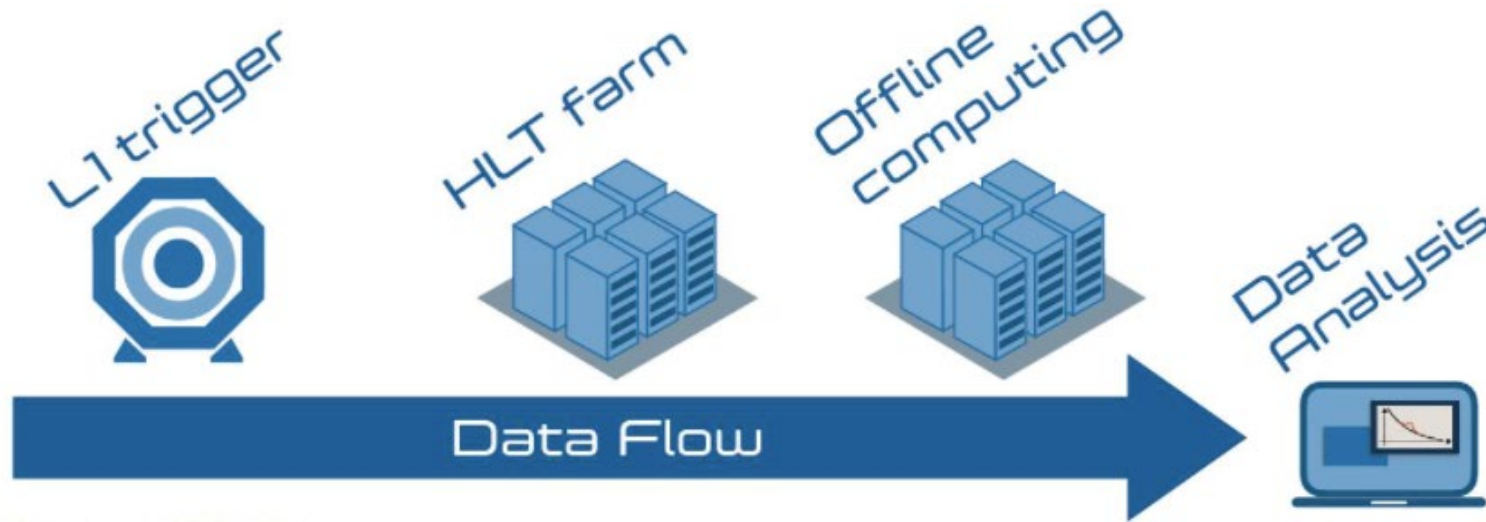 L1 trigger
HLT farm
Offline
computing
Data
Analysis
Data Flow